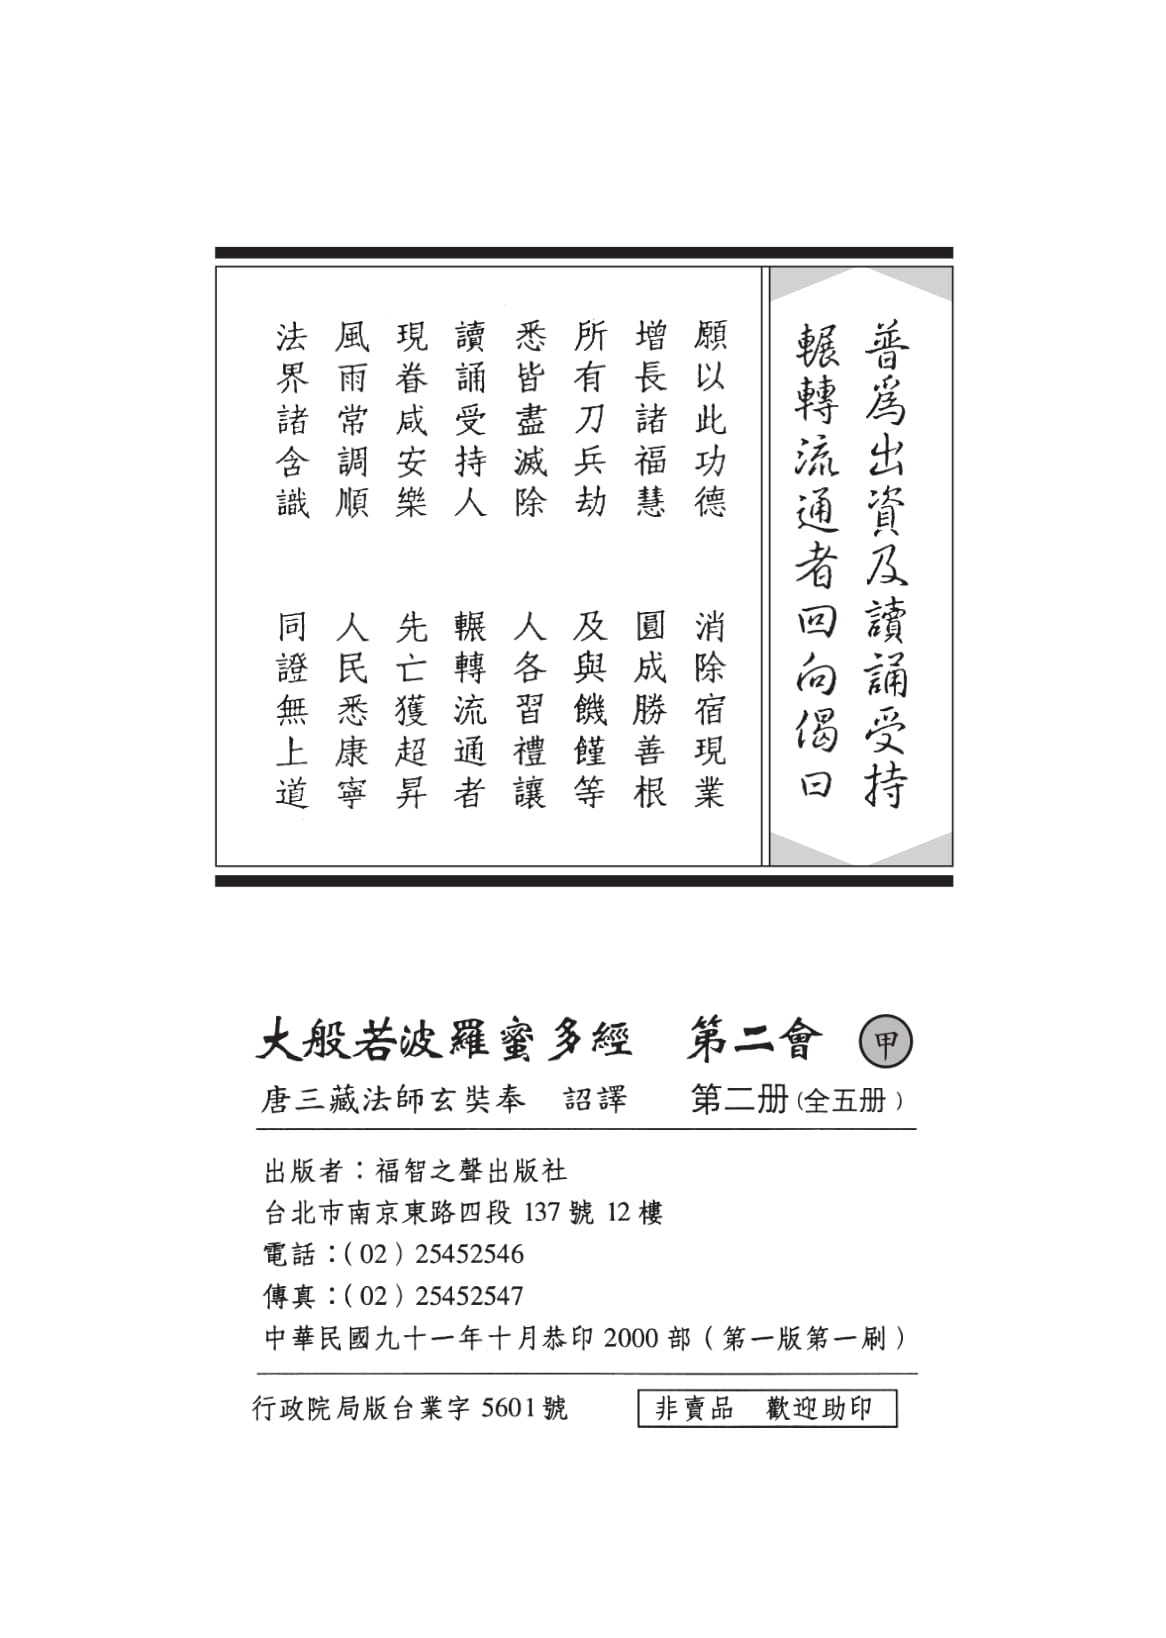 普為出資及讀誦受持
輾轉流通者回向偈曰
願以此功德　消除宿現業
增長諸福慧　圓成勝善根
所有刀兵劫　及與饑饉等
悉皆盡滅除　人各習禮讓
讀誦受持人　輾轉流通者
現眷咸安樂　先亡獲超昇
風雨常調順　人民悉康寧
法界諸含識　同證無上道
大般若波羅蜜多經　第二會　甲
唐三藏法師玄奘奉　詔譯　第二册(全五册)
出版者：福智之聲出版社
台北市南京東路四段 137 號 12 樓
電話：(02) 25452546
傳真：(02) 25452547
中華民國九十一年十月恭印 2000 部（第一版第一刷）
行政院局版台業字 5601 號　非賣品　歡迎助印